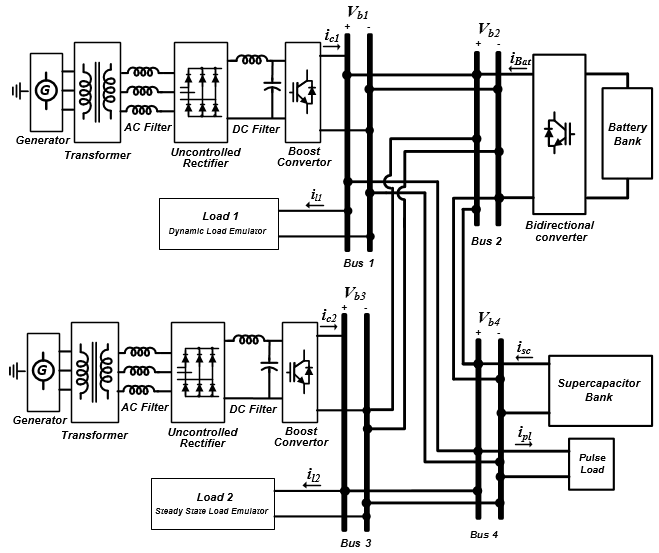 V_b1
+ -
i_c1
V_b2
+ -
i_Bat
G
Generator
Transformer
AC Filter
Uncontrolled
Rectifier
DC Filter
Boost
Convertor
Battery
Bank
Bidirectional
converter
Load 1
Dynamic Load Emulator
i_l1
Bus 1
Bus 2
V_b3
+ -
i_c2
V_b4
+ -
i_sc
G
Generator
Transformer
AC Filter
Uncontrolled
Rectifier
DC Filter
Boost
Convertor
Supercapacitor
Bank
i_pl
Pulse
Load
Load 2
Steady State Load Emulator
i_l2
Bus 3
Bus 4